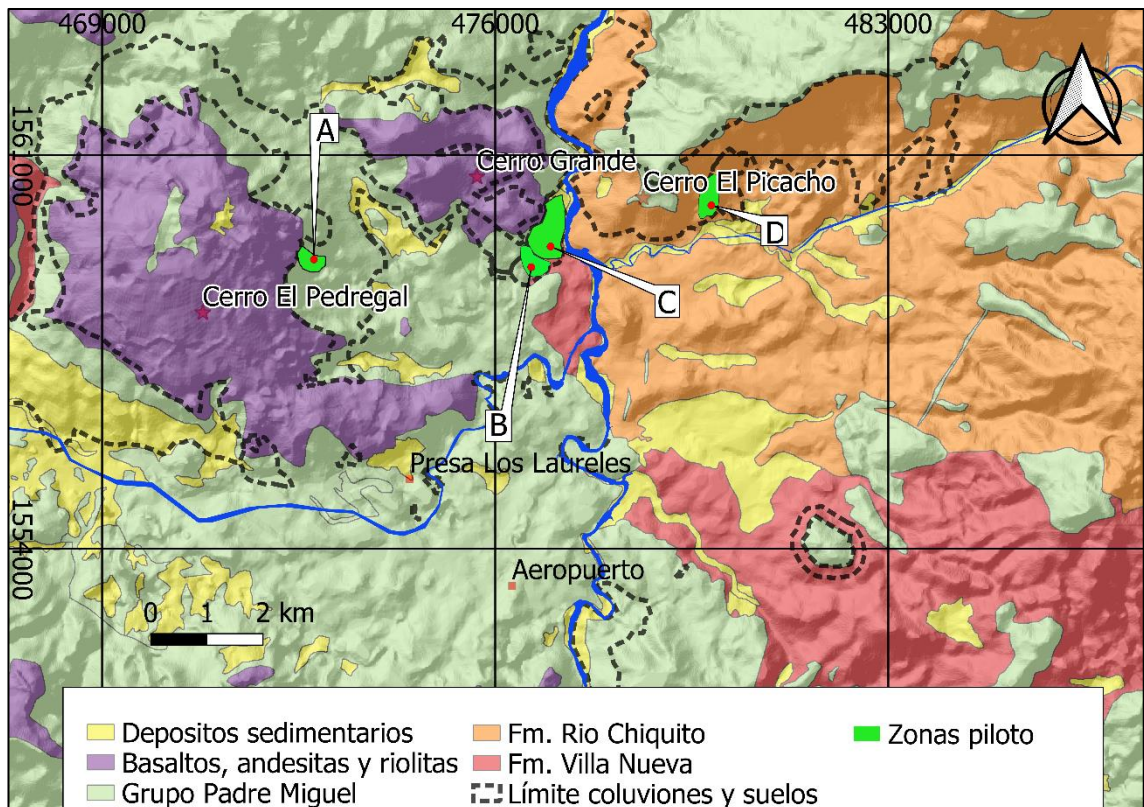 469000
476000
483000
1561000
1554000
A
Cerro Grande
Cerro El Picacho
D
Cerro El Pedregal
C
B
Presa Los Laureles
Aeropuerto
0 1 2 km
Depositos sedimentarios
Basaltos, andesitas y riolitas
Grupo Padre Miguel
Fm. Rio Chiquito
Fm. Villa Nueva
Límite coluviones y suelos
Zonas piloto